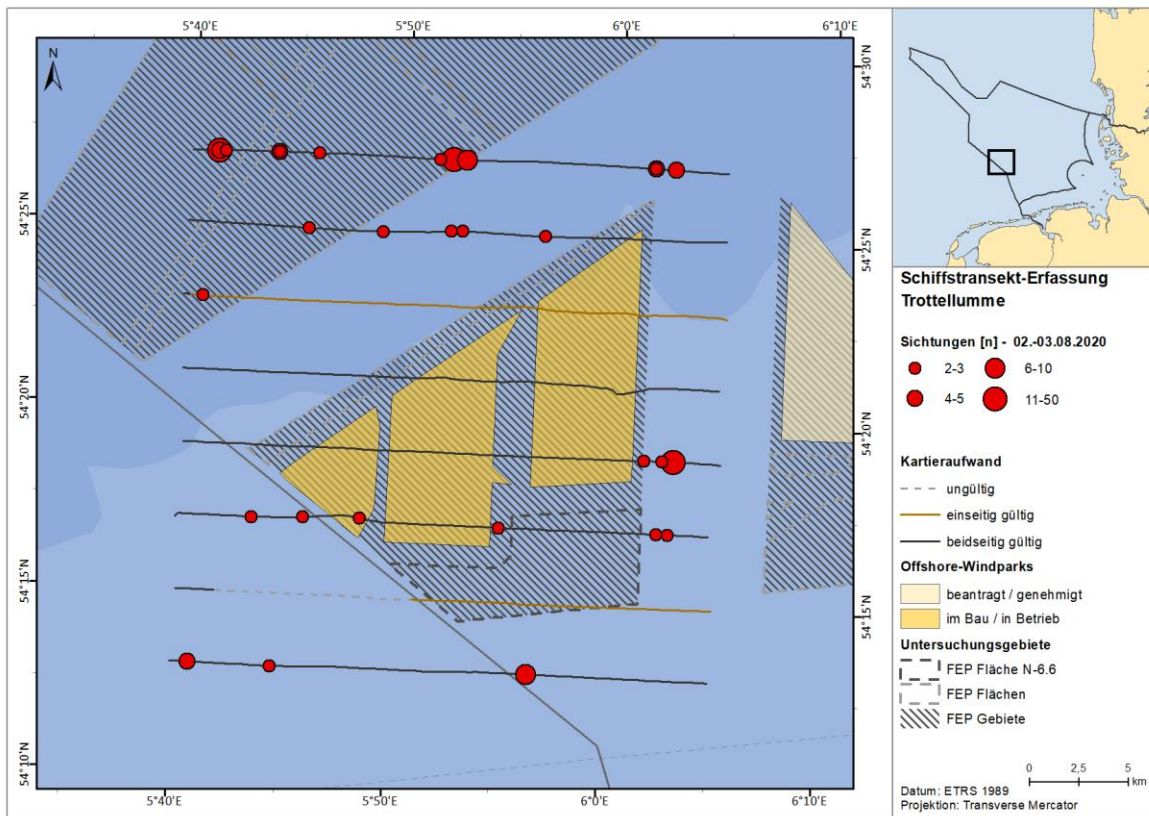 5°40'E 5°50'E 6°0'E 6°10'E
N
54°30'N
54°25'N
54°25'N
54°20'N
54°20'N
54°15'N
54°15'N
54°10'N
5°40'E 5°50'E 6°0'E 6°10'E
Schiffstransekt-Erfassung
Trottellumme
Sichtungen [n] - 02.-03.08.2020
2-3 6-10
4-5 11-50
Kartieraufwand
ungültig
einseitig gültig
beidseitig gültig
Offshore-Windparks
beantragt / genehmigt
im Bau / in Betrieb
Untersuchungsgebiete
FEP Fläche N-6.6
FEP Flächen
FEP Gebiete
0 2,5 5
km
Datum: ETRS 1989
Projektion: Transverse Mercator